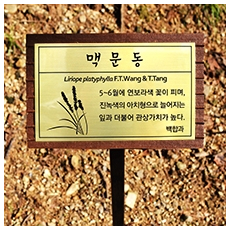 맥문동
Liriope platyphylla F.T.Wang & T.Tang
5~6월에 연보라색 꽃이 피며,
진녹색의 아치형으로 늘어지는
잎과 더불어 관상가치가 높다.
백합과